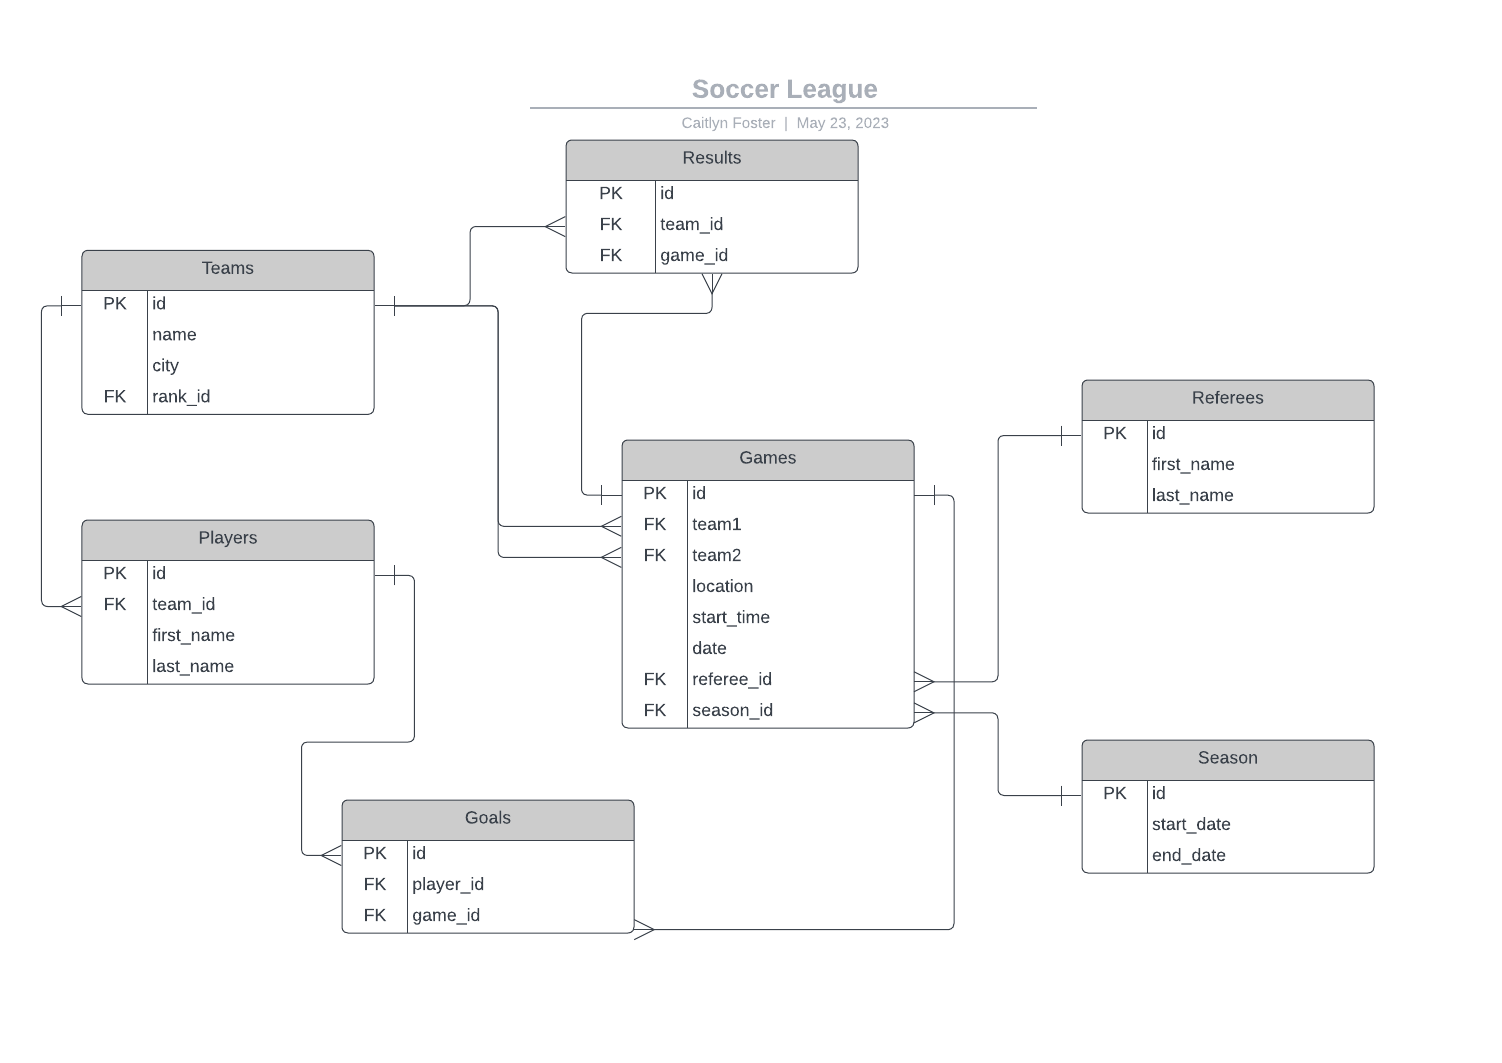 Soccer League
Caitlyn Foster | May 23, 2023
Results
PK id
FK team_id
FK game_id
Teams
PK id
name
city
FK rank_id
Referees
PK id
first_name
last_name
Games
PK id
FK team1
FK team2
location
start_time
date
FK referee_id
FK season_id
Players
PK id
FK team_id
first_name
last_name
Season
PK id
start_date
end_date
Goals
PK id
FK player_id
FK game_id